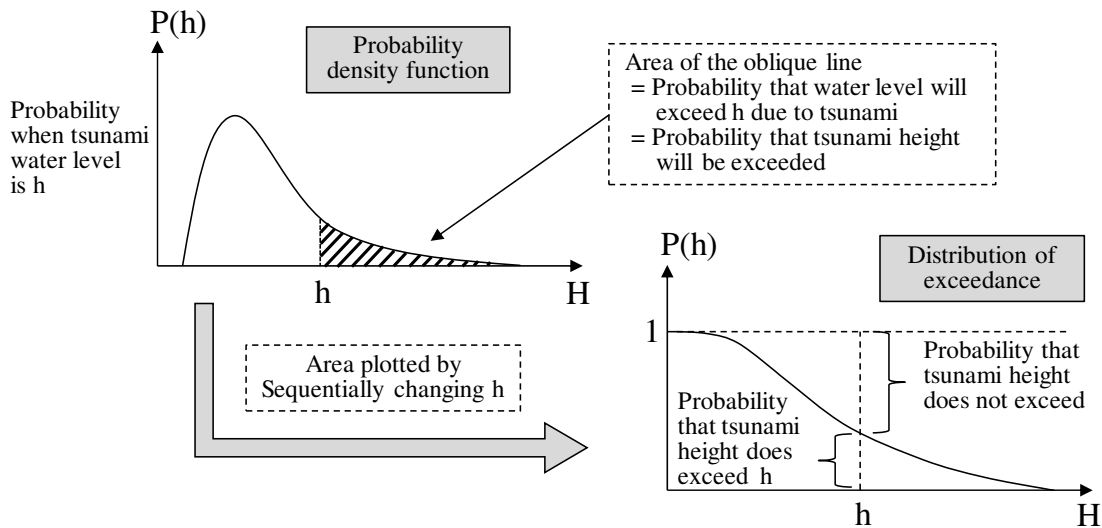 P(h)
Probability
density function
Probability
when tsunami
water level
is h
h
H
Area of the oblique line
= Probability that water level will
exceed h due to tsunami
= Probability that tsunami height
will be exceeded
Area plotted by
Sequentially changing h
P(h)
Distribution of
exceedance
1
Probability that
tsunami height
does not exceed
Probability
that tsunami
height does
exceed h
h
H